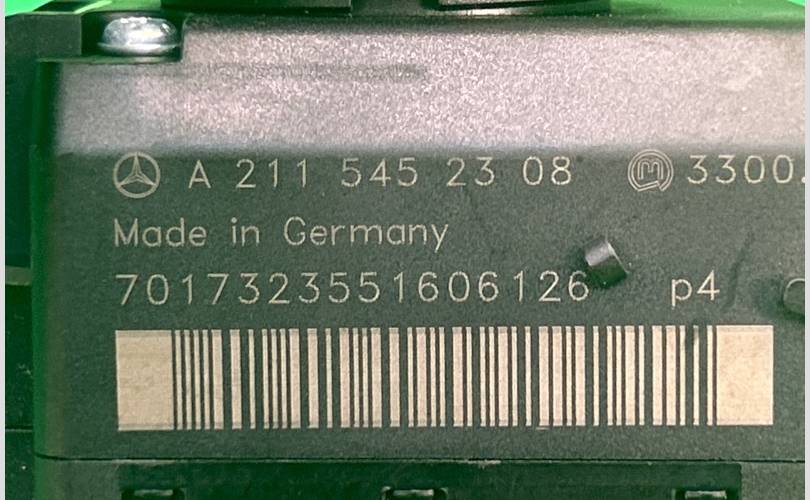 A 211 545 23 08 3300.
Made in Germany
7017323551606126 p4